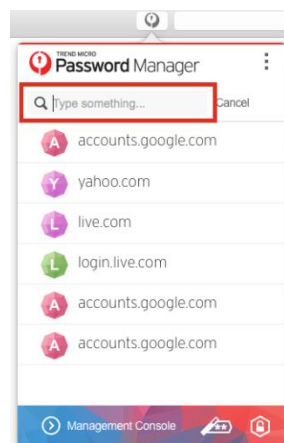 TREND MICRO
Password Manager
Type something... Cancel
A accounts.google.com
Y yahoo.com
L live.com
L login.live.com
A accounts.google.com
A accounts.google.com
Management Console **